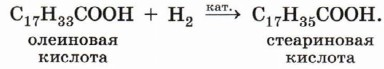 C₁₇H₃₃COOH + H₂ кат.→ C₁₇H₃₅COOH.
олеиновая стеариновая
кислота кислота